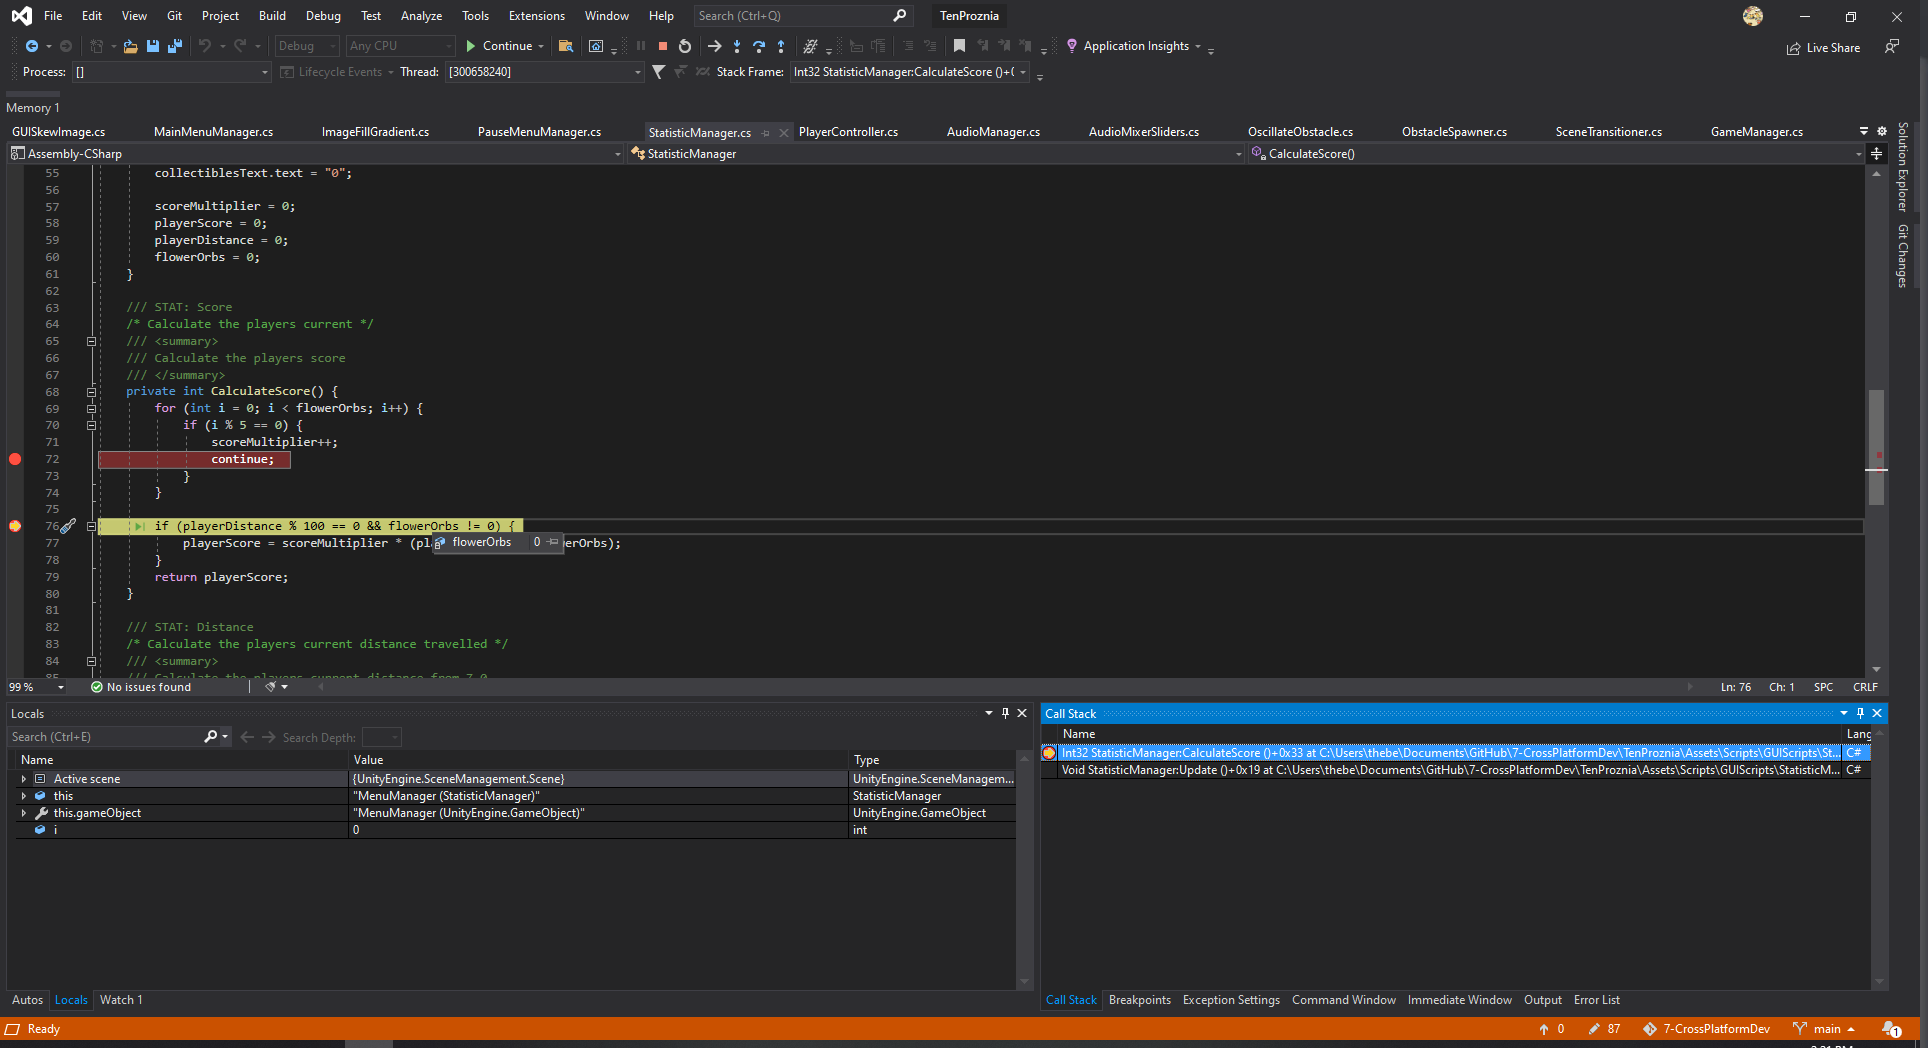 File Edit View Git Project Build Debug Test Analyze Tools Extensions Window Help Search (Ctrl+Q) TenProznia
Debug Any CPU Continue Application Insights Live Share
Process: [] Lifecycle Events Thread: [300658240] Stack Frame: Int32 StatisticManager:CalculateScore ()+0
Memory 1
GUISkewImage.cs MainMenuManager.cs ImageFillGradient.cs PauseMenuManager.cs StatisticManager.cs PlayerController.cs AudioManager.cs AudioMixerSliders.cs OscillateObstacle.cs ObstacleSpawner.cs SceneTransitioner.cs GameManager.cs
Assembly-CSharp StatisticManager CalculateScore()
Solution Explorer
Git Changes
55 collectiblesText.text = "0";
56
57 scoreMultiplier = 0;
58 playerScore = 0;
59 playerDistance = 0;
60 flowerOrbs = 0;
61 }
62
63 /// STAT: Score
64 /* Calculate the players current */
65 /// <summary>
66 /// Calculate the players score
67 /// </summary>
68 private int CalculateScore() {
69 for (int i = 0; i < flowerOrbs; i++) {
70 if (i % 5 == 0) {
71 scoreMultiplier++;
72 continue;
73 }
74 }
75
76 if (playerDistance % 100 == 0 && flowerOrbs != 0) {
77 playerScore = scoreMultiplier * (pla flowerOrbs 0 erOrbs);
78 }
79 return playerScore;
80 }
81
82 /// STAT: Distance
83 /* Calculate the players current distance travelled */
84 /// <summary>
85 /// Calculate the players current distance from Z 0
99 % No issues found Ln: 76 Ch: 1 SPC CRLF
Locals
Search (Ctrl+E) Search Depth:
Name Value Type
Active scene {UnityEngine.SceneManagement.Scene} UnityEngine.SceneManagem...
this "MenuManager (StatisticManager)" StatisticManager
this.gameObject "MenuManager (UnityEngine.GameObject)" UnityEngine.GameObject
i 0 int
Autos Locals Watch 1
Call Stack
Name Lang
Int32 StatisticManager:CalculateScore ()+0x33 at C:\Users\thebe\Documents\GitHub\7-CrossPlatformDev\TenProznia\Assets\Scripts\GUIScripts\St... C#
Void StatisticManager:Update ()+0x19 at C:\Users\thebe\Documents\GitHub\7-CrossPlatformDev\TenProznia\Assets\Scripts\GUIScripts\StatisticM... C#
Call Stack Breakpoints Exception Settings Command Window Immediate Window Output Error List
Ready 0 87 7-CrossPlatformDev main 1